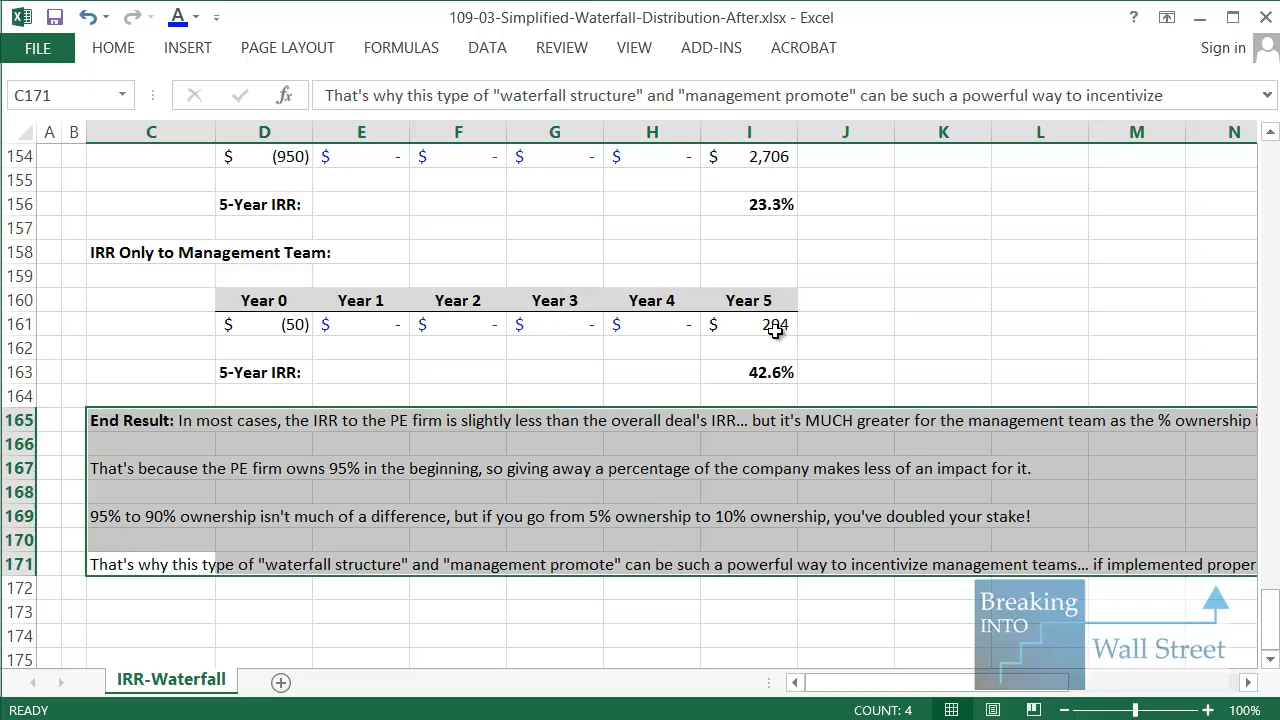 109-03-Simplified-Waterfall-Distribution-After.xlsx - Excel
FILE HOME INSERT PAGE LAYOUT FORMULAS DATA REVIEW VIEW ADD-INS ACROBAT Sign in
C171 fx That's why this type of "waterfall structure" and "management promote" can be such a powerful way to incentivize
A B C D E F G H I J K L M N
154 $ (950) $ - $ - $ - $ - $ 2,706
155
156 5-Year IRR: 23.3%
157
158 IRR Only to Management Team:
159
160 Year 0 Year 1 Year 2 Year 3 Year 4 Year 5
161 $ (50) $ - $ - $ - $ - $
162
163 5-Year IRR: 42.6%
164
165 End Result: In most cases, the IRR to the PE firm is slightly less than the overall deal's IRR... but it's MUCH greater for the management team as the % ownership
166
167 That's because the PE firm owns 95% in the beginning, so giving away a percentage of the company makes less of an impact for it.
168
169 95% to 90% ownership isn't much of a difference, but if you go from 5% ownership to 10% ownership, you've doubled your stake!
170
171 That's why this type of "waterfall structure" and "management promote" can be such a powerful way to incentivize management teams... if implemented proper
172
173
174
175
Breaking
INTO
Wall Street
IRR-Waterfall
READY COUNT: 4 100%